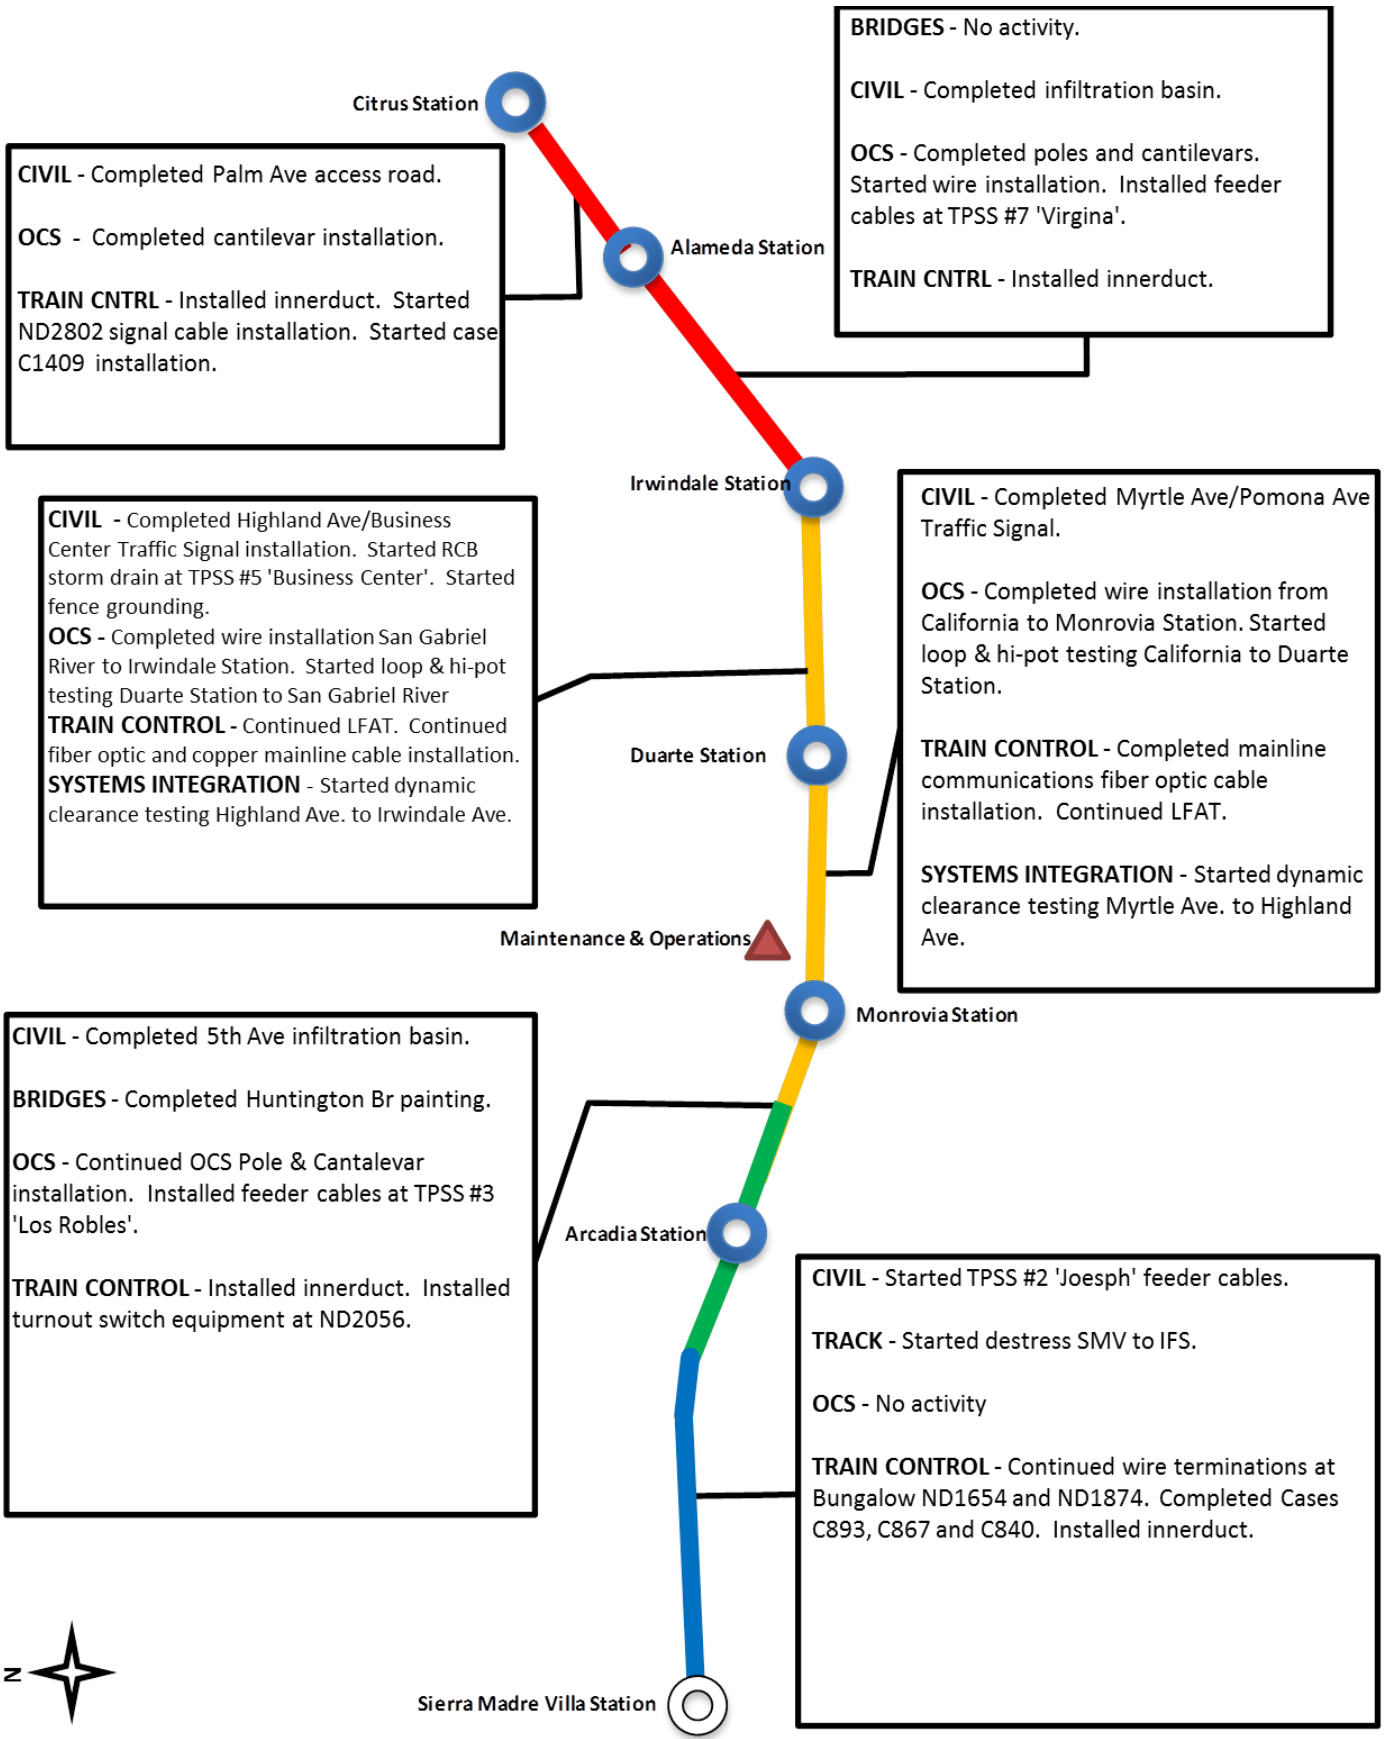 BRIDGES - No activity.
CIVIL - Completed infiltration basin.
OCS - Completed poles and cantilevars.
Started wire installation.  Installed feeder
cables at TPSS #7 'Virgina'.
TRAIN CNTRL - Installed innerduct.
Citrus Station
CIVIL - Completed Palm Ave access road.
OCS  -  Completed cantilevar installation.
TRAIN CNTRL - Installed innerduct.  Started
ND2802 signal cable installation.  Started case
C1409  installation.
Alameda Station
Irwindale Station
CIVIL - Completed Myrtle Ave/Pomona Ave
Traffic Signal.
OCS - Completed wire installation from
California to Monrovia Station. Started
loop & hi-pot testing California to Duarte
Station.
TRAIN CONTROL - Completed mainline
communications fiber optic cable
installation.  Continued LFAT.
SYSTEMS INTEGRATION - Started dynamic
clearance testing Myrtle Ave. to Highland
Ave.
CIVIL  - Completed Highland Ave/Business
Center Traffic Signal installation.  Started RCB
storm drain at TPSS #5 'Business Center'.  Started
fence grounding.
OCS - Completed wire installation San Gabriel
River to Irwindale Station.  Started loop & hi-pot
testing Duarte Station to San Gabriel River
TRAIN CONTROL - Continued LFAT.  Continued
fiber optic and copper mainline cable installation.
SYSTEMS INTEGRATION - Started dynamic
clearance testing Highland Ave. to Irwindale Ave.
Duarte Station
Maintenance & Operations
Monrovia Station
CIVIL - Completed 5th Ave infiltration basin.
BRIDGES - Completed Huntington Br painting.
OCS - Continued OCS Pole & Cantalevar
installation.  Installed feeder cables at TPSS #3
'Los Robles'.
TRAIN CONTROL - Installed innerduct.  Installed
turnout switch equipment at ND2056.
Arcadia Station
CIVIL - Started TPSS #2 'Joesph' feeder cables.
TRACK - Started destress SMV to IFS.
OCS - No activity
TRAIN CONTROL - Continued wire terminations at
Bungalow ND1654 and ND1874.  Completed Cases
C893, C867 and C840.  Installed innerduct.
N
Sierra Madre Villa Station